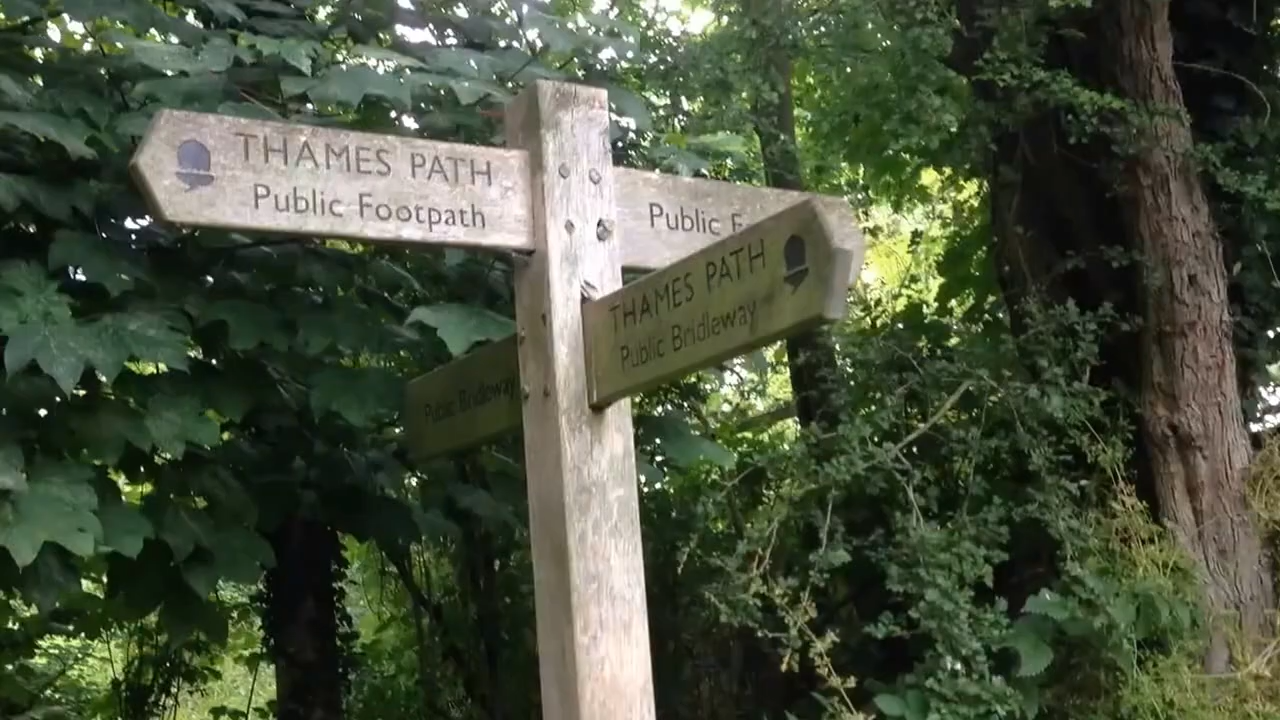 THAMES PATH
Public Footpath
Public F
THAMES PATH
Public Bridleway
Public Bridleway